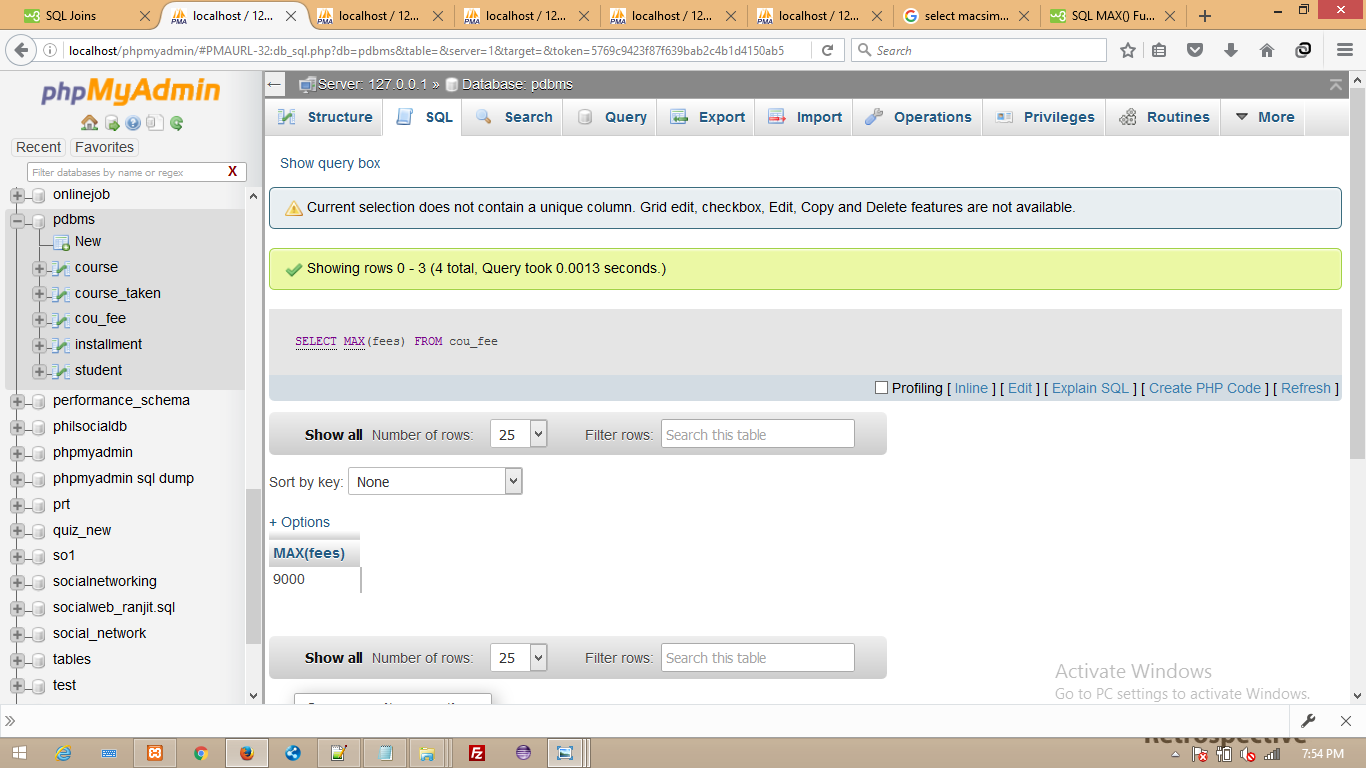 SQL Joins
localhost / 12...
localhost / 12...
localhost / 12...
localhost / 12...
localhost / 12...
select macsim...
SQL MAX() Fu...
localhost/phpmyadmin/#PMAURL-32:db_sql.php?db=pdbms&table=&server=1&target=&token=5769c9423f87f639bab2c4b1d4150ab5
Search
phpMyAdmin
Recent Favorites
Filter databases by name or regex X
onlinejob
pdbms
New
course
course_taken
cou_fee
installment
student
performance_schema
philsocialdb
phpmyadmin
phpmyadmin sql dump
prt
quiz_new
so1
socialnetworking
socialweb_ranjit.sql
social_network
tables
test
Server: 127.0.0.1 » Database: pdbms
Structure SQL Search Query Export Import Operations Privileges Routines More
Show query box
Current selection does not contain a unique column. Grid edit, checkbox, Edit, Copy and Delete features are not available.
Showing rows 0 - 3 (4 total, Query took 0.0013 seconds.)
SELECT MAX(fees) FROM cou_fee
Profiling [ Inline ] [ Edit ] [ Explain SQL ] [ Create PHP Code ] [ Refresh ]
Show all Number of rows: 25 Filter rows: Search this table
Sort by key: None
+ Options
MAX(fees)
9000
Show all Number of rows: 25 Filter rows: Search this table
Activate Windows
Go to PC settings to activate Windows.
7:54 PM